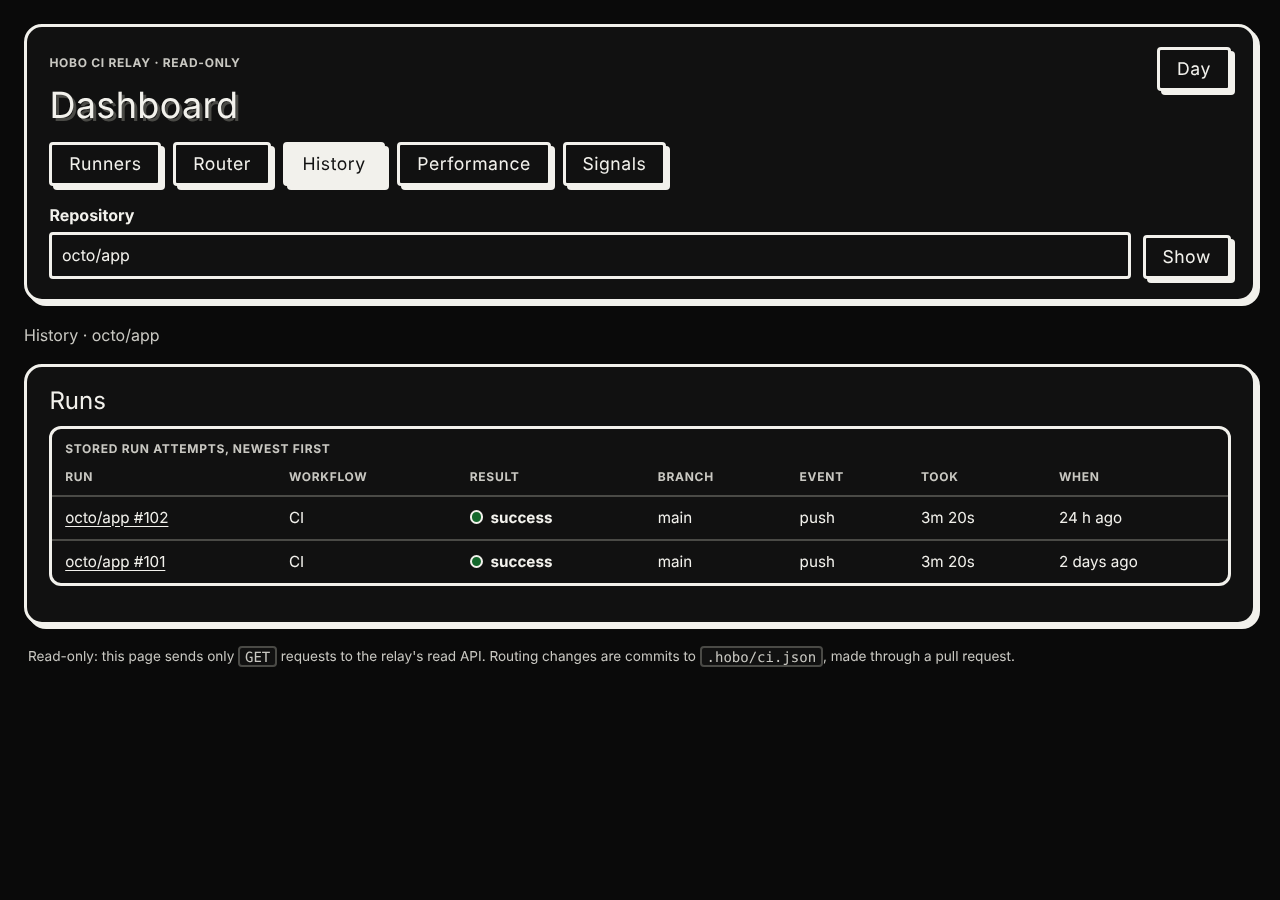 HOBO CI RELAY · READ-ONLY
Day
Dashboard
Runners Router History Performance Signals
Repository
octo/app Show
History · octo/app
Runs
STORED RUN ATTEMPTS, NEWEST FIRST
RUN WORKFLOW RESULT BRANCH EVENT TOOK WHEN
octo/app #102 CI success main push 3m 20s 24 h ago
octo/app #101 CI success main push 3m 20s 2 days ago
Read-only: this page sends only GET requests to the relay's read API. Routing changes are commits to .hobo/ci.json, made through a pull request.